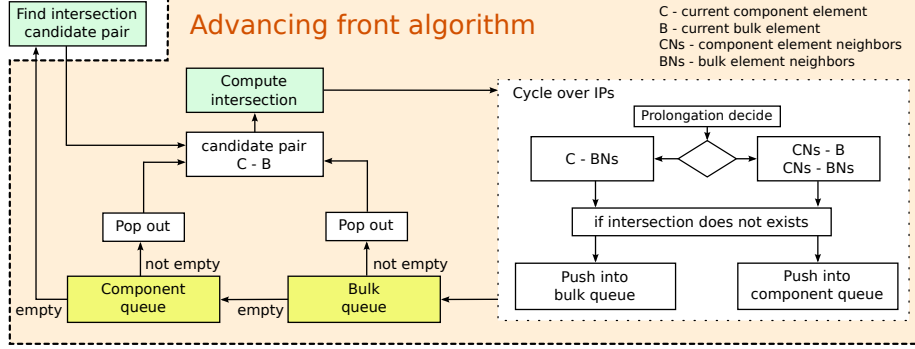 Find intersection
candidate pair
Advancing front algorithm
C - current component element
B - current bulk element
CNs - component element neighbors
BNs - bulk element neighbors
Compute
intersection
Cycle over IPs
Prolongation decide
candidate pair
C - B
C - BNs
CNs - B
CNs - BNs
Pop out
Pop out
if intersection does not exists
not empty
not empty
Component
queue
Bulk
queue
Push into
bulk queue
Push into
component queue
empty
empty